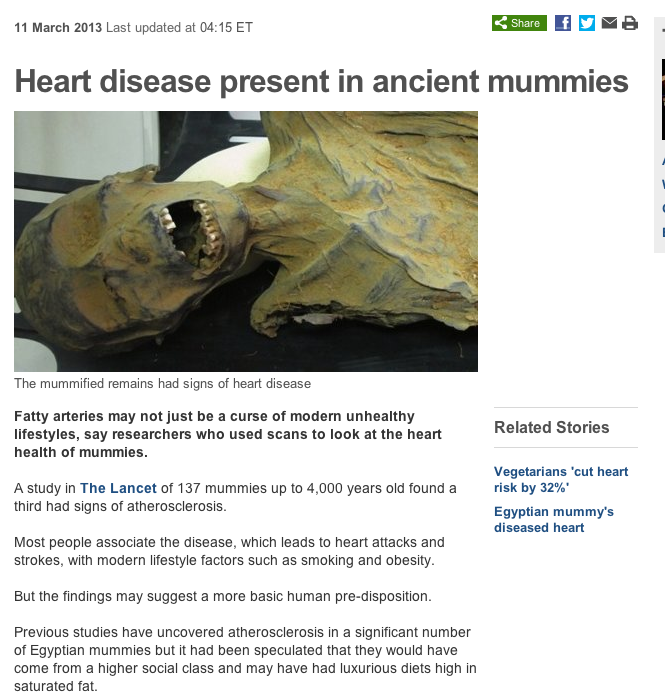 11 March 2013 Last updated at 04:15 ET
Share
Heart disease present in ancient mummies
The mummified remains had signs of heart disease
Fatty arteries may not just be a curse of modern unhealthy
lifestyles, say researchers who used scans to look at the heart
health of mummies.
A study in The Lancet of 137 mummies up to 4,000 years old found a
third had signs of atherosclerosis.
Most people associate the disease, which leads to heart attacks and
strokes, with modern lifestyle factors such as smoking and obesity.
But the findings may suggest a more basic human pre-disposition.
Previous studies have uncovered atherosclerosis in a significant number
of Egyptian mummies but it had been speculated that they would have
come from a higher social class and may have had luxurious diets high in
saturated fat.
Related Stories
Vegetarians 'cut heart
risk by 32%'
Egyptian mummy's
diseased heart